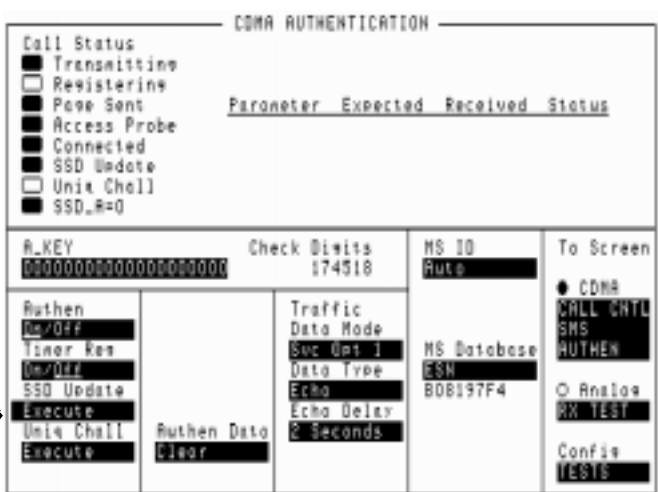 CDMA AUTHENTICATION
Call Status
Transmitting
Registering
Page Sent
Access Probe
Connected
SSD Update
Uniq Chall
SSD_A=0
Parameter Expected Received Status
A_KEY
00000000000000000000
Check Digits
174518
MS ID
Auto
To Screen
CDMA
CALL CNTL
SMS
AUTHEN
Analog
RX TEST
Config
TESTS
Authen
On/Off
Timer Reg
On/Off
SSD Update
Execute
Uniq Chall
Execute
Authen Data
Clear
Traffic
Data Mode
Svc Opt 1
Data Type
Echo
Echo Delay
2 Seconds
MS Database
ESN
B0B197F4